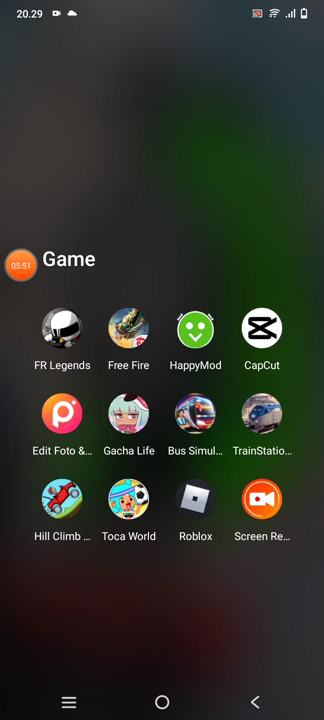 20.29
05:51
Game
FR Legends
Free Fire
HappyMod
CapCut
Edit Foto &...
Gacha Life
Bus Simul...
TrainStatio...
Hill Climb ...
Toca World
Roblox
Screen Re...